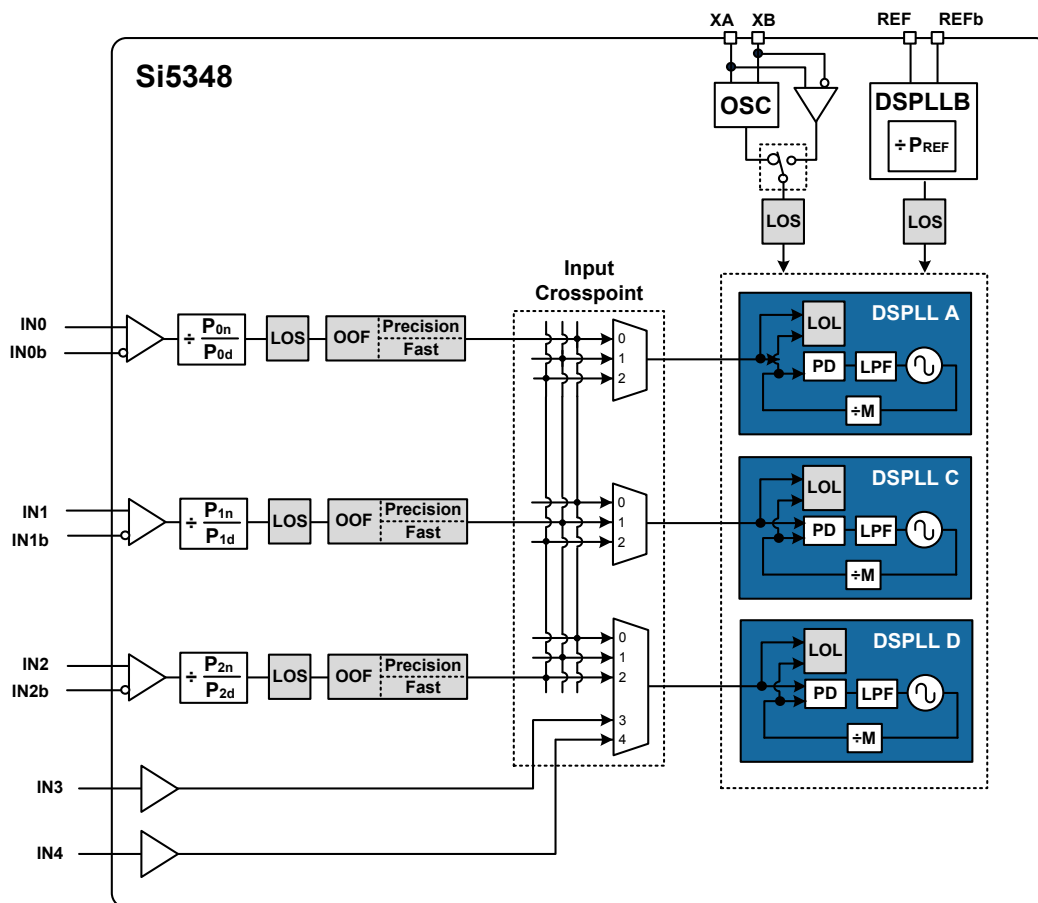 XA XB REF REFb
Si5348
OSC
DSPLLB
÷ PREF
LOS
LOS
Input
Crosspoint
IN0
IN0b
÷ P0n
P0d
LOS
OOF
Precision
Fast
0
1
2
DSPLL A
LOL
PD
LPF
÷M
IN1
IN1b
÷ P1n
P1d
LOS
OOF
Precision
Fast
0
1
2
DSPLL C
LOL
PD
LPF
÷M
IN2
IN2b
÷ P2n
P2d
LOS
OOF
Precision
Fast
0
1
2
3
4
DSPLL D
LOL
PD
LPF
÷M
IN3
IN4